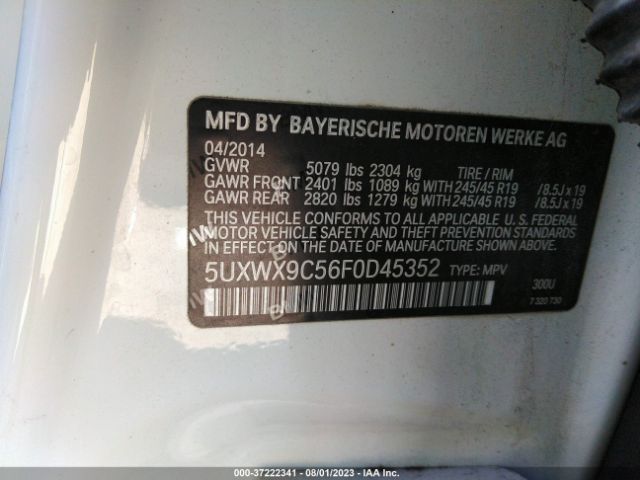 MFD BY BAYERISCHE MOTOREN WERKE AG
04/2014
GVWR 5079 lbs 2304 kg TIRE / RIM
GAWR FRONT 2401 lbs 1089 kg WITH 245/45 R19 /8.5J x 19
GAWR REAR 2820 lbs 1279 kg WITH 245/45 R19 /8.5J x 19
THIS VEHICLE CONFORMS TO ALL APPLICABLE U.S. FEDERAL
MOTOR VEHICLE SAFETY AND THEFT PREVENTION STANDARDS
IN EFFECT ON THE DATE OF MANUFACTURE SHOWN ABOVE.
5UXWX9C56F0D45352 TYPE: MPV
300U
7 320 730
000-37222341 - 08/01/2023 - IAA Inc.